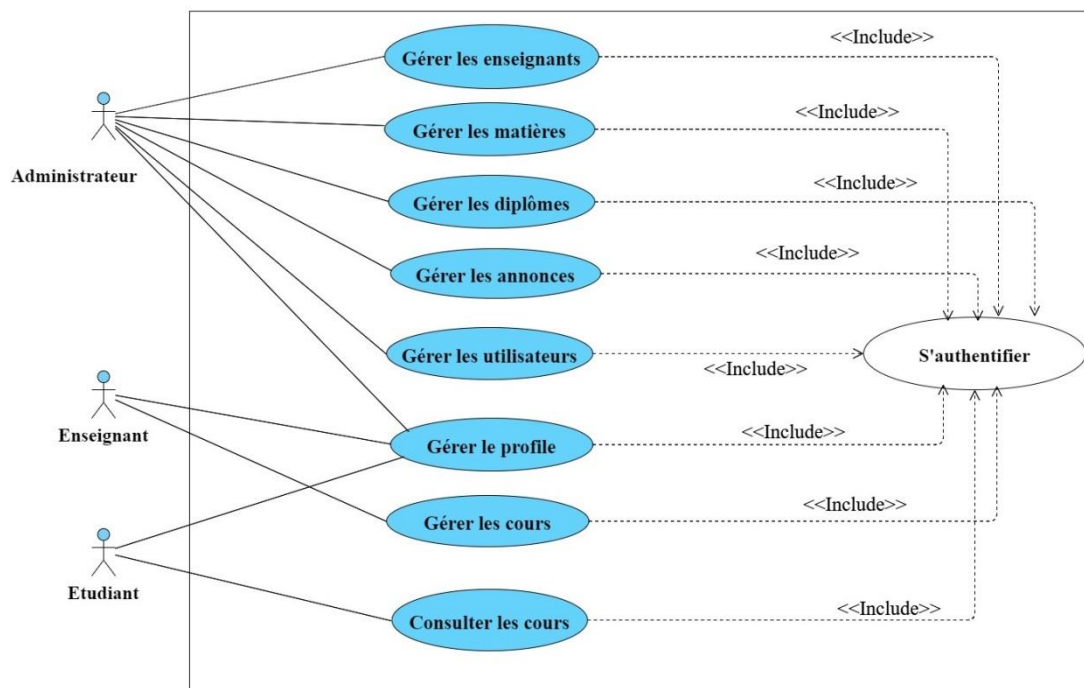 <<Include>>
Gérer les enseignants
<<Include>>
Gérer les matières
Administrateur
<<Include>>
Gérer les diplômes
<<Include>>
Gérer les annonces
Gérer les utilisateurs
S'authentifier
<<Include>>
Enseignant
<<Include>>
Gérer le profile
<<Include>>
Gérer les cours
Etudiant
<<Include>>
Consulter les cours